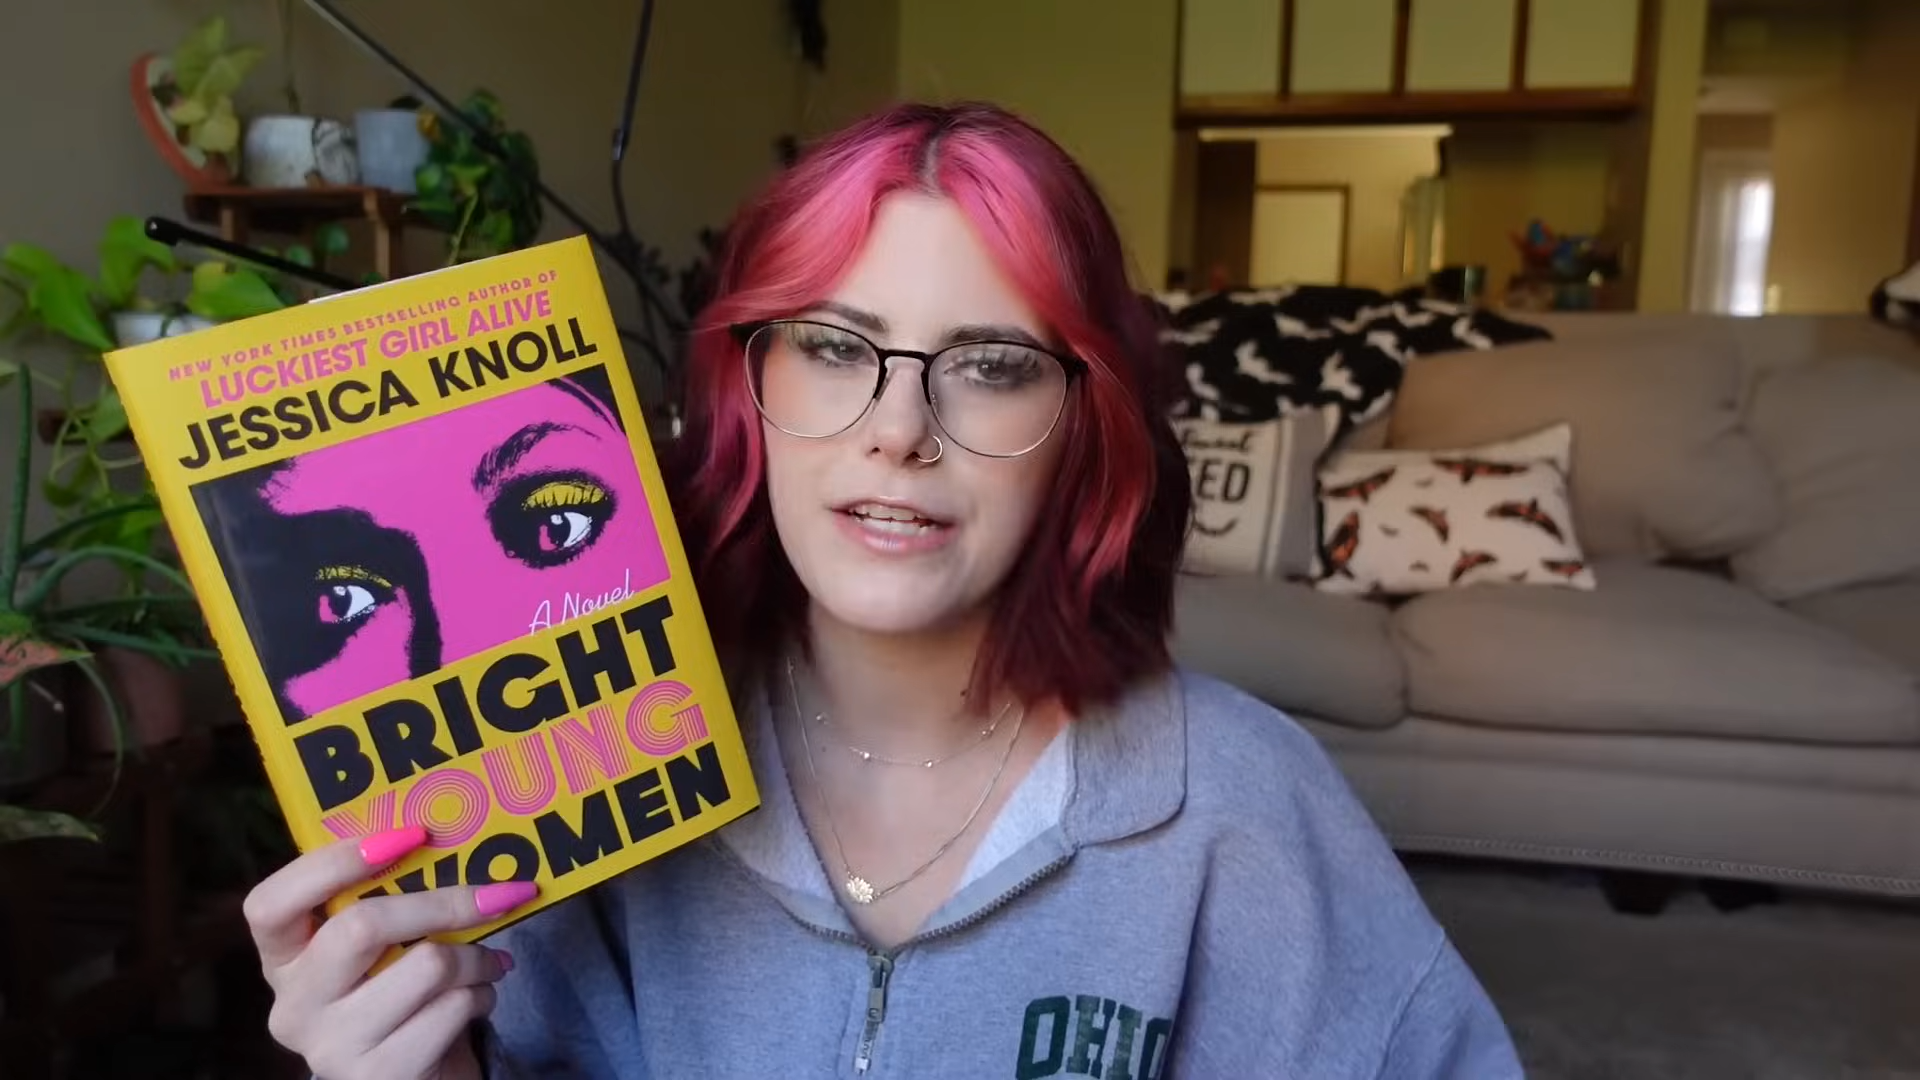 NEW YORK TIMES BESTSELLING AUTHOR OF
LUCKIEST GIRL ALIVE
JESSICA KNOLL
A Novel
BRIGHT
YOUNG
WOMEN
OHIO